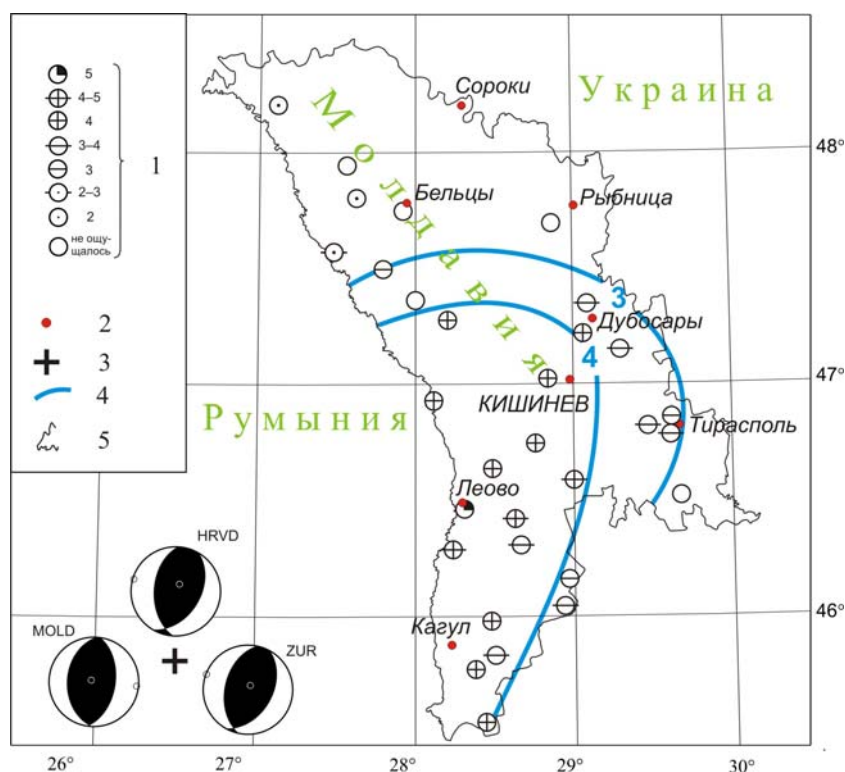 5
4–5
4
3–4
3
2–3
2
не ощу-
щалось
1
2
3
4
5
Украина
Сороки
Молдавия
48°
Бельцы
Рыбница
3
Дубосары
4
47°
КИШИНЕВ
Румыния
Тирасполь
Леово
HRVD
46°
MOLD
Кагул
ZUR
26°
27°
28°
29°
30°